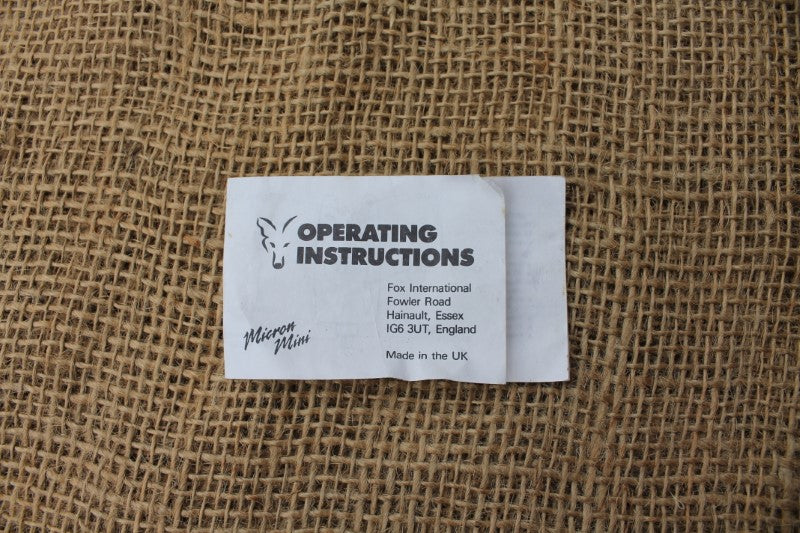 OPERATING
INSTRUCTIONS
Fox International
Fowler Road
Hainault, Essex
IG6 3UT, England
Micron
Mini
Made in the UK